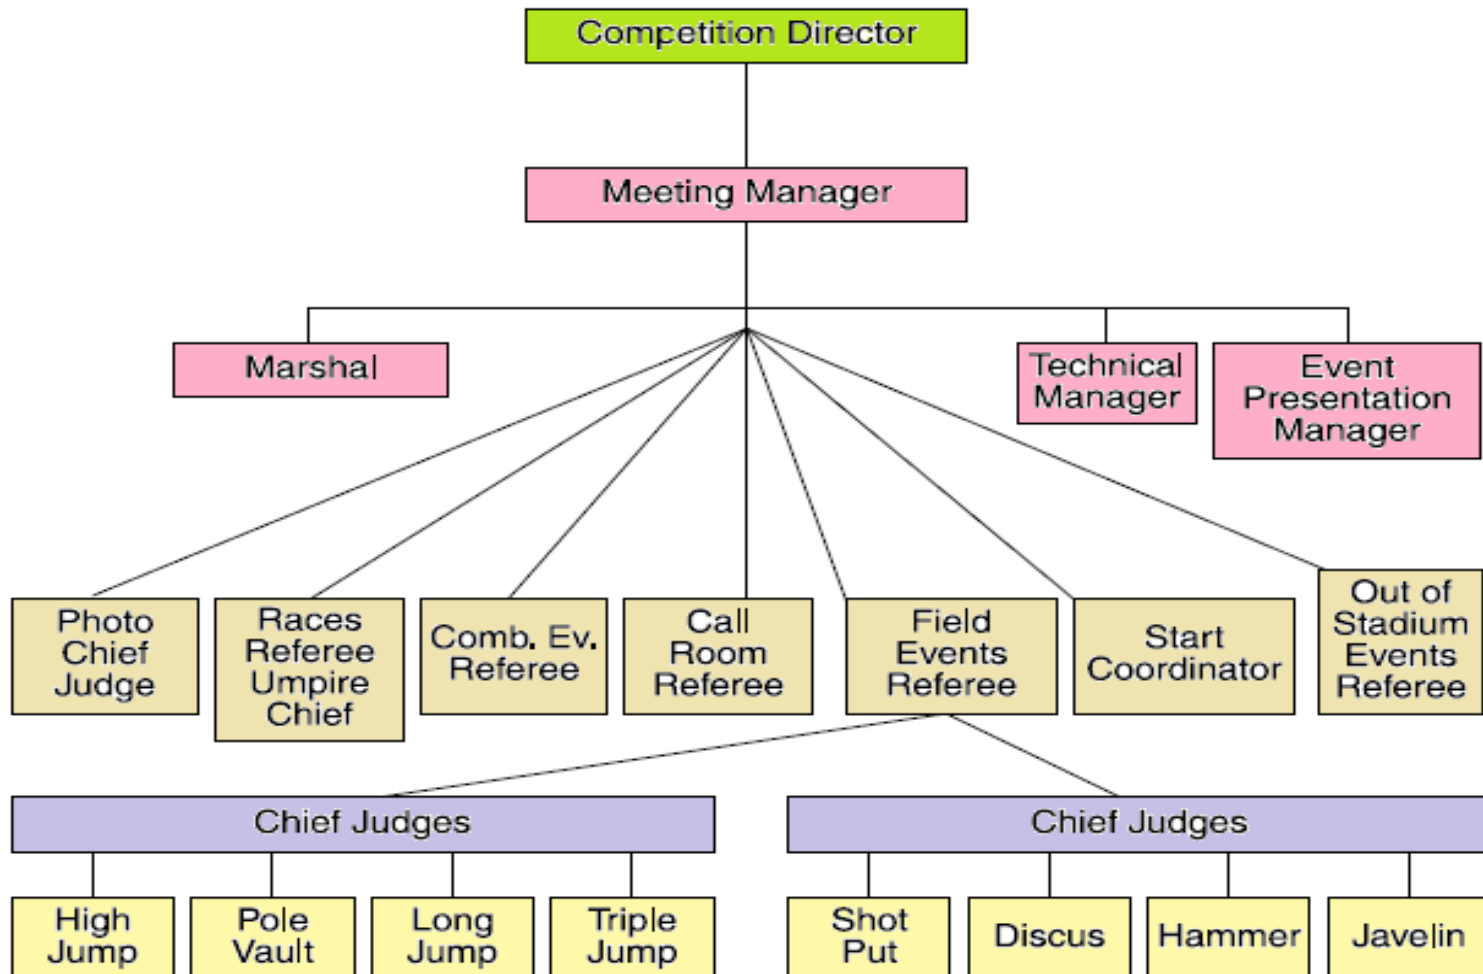 Competition Director
Meeting Manager
Marshal
Technical
Manager
Event
Presentation
Manager
Photo
Chief
Judge
Races
Referee
Umpire
Chief
Comb. Ev.
Referee
Call
Room
Referee
Field
Events
Referee
Start
Coordinator
Out of
Stadium
Events
Referee
Chief Judges
Chief Judges
High
Jump
Pole
Vault
Long
Jump
Triple
Jump
Shot
Put
Discus
Hammer
Javelin